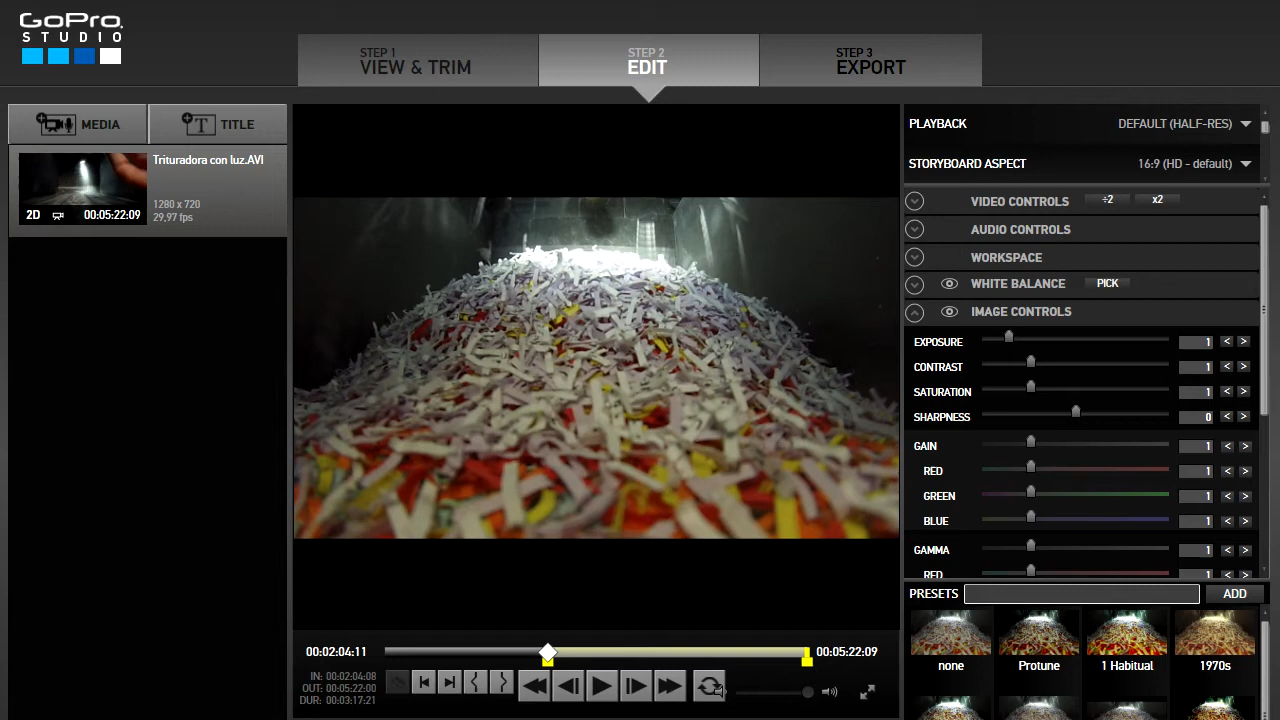 GoPro.
STUDIO
STEP 1
VIEW & TRIM
STEP 2
EDIT
STEP 3
EXPORT
MEDIA
T TITLE
Trituradora con luz.AVI
1280 x 720
29,97 fps
2D 00:05:22:09
PLAYBACK DEFAULT (HALF-RES)
STORYBOARD ASPECT 16:9 (HD - default)
VIDEO CONTROLS ÷2 x2
AUDIO CONTROLS
WORKSPACE
WHITE BALANCE PICK
IMAGE CONTROLS
EXPOSURE 1 < >
CONTRAST 1 < >
SATURATION 1 < >
SHARPNESS 0 < >
GAIN 1 < >
RED 1 < >
GREEN 1 < >
BLUE 1 < >
GAMMA 1 < >
RED 1 < >
PRESETS ADD
none Protune 1 Habitual 1970s
00:02:04:11 00:05:22:09
IN: 00:02:04:08
OUT: 00:05:22:00
DUR: 00:03:17:21